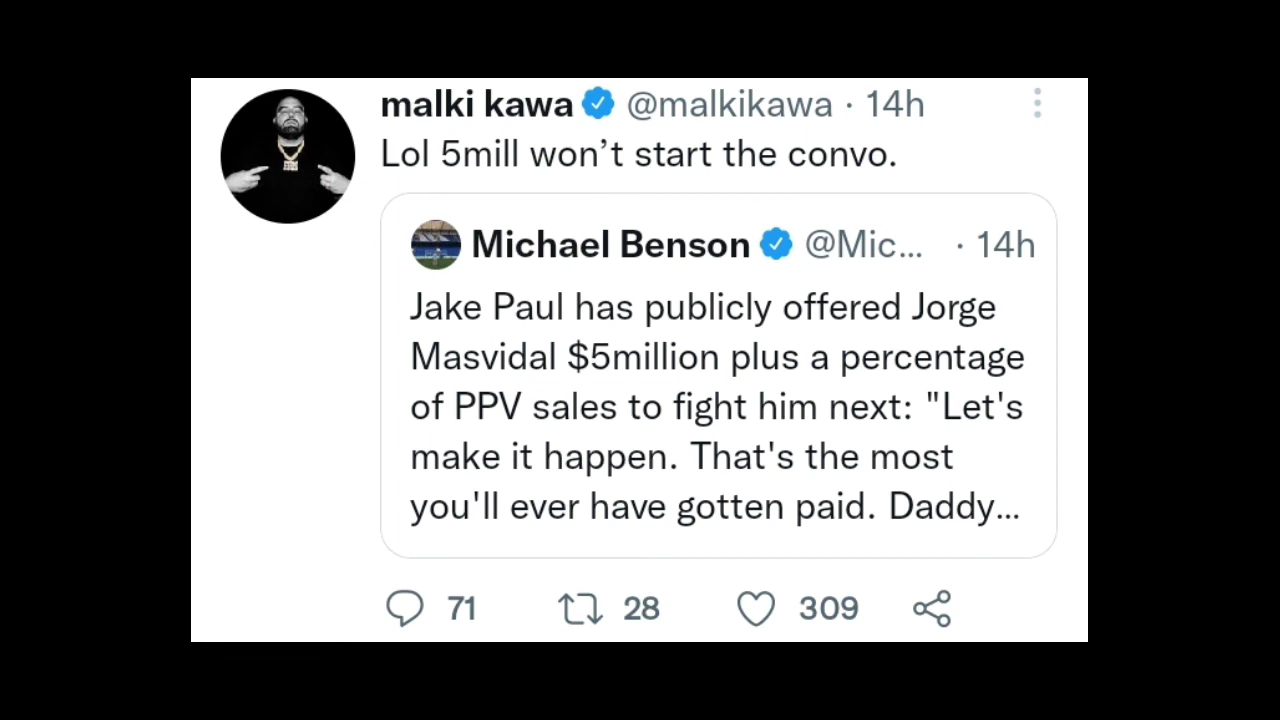 malki kawa @malkikawa · 14h
Lol 5mill won’t start the convo.
Michael Benson @Mic... · 14h
Jake Paul has publicly offered Jorge
Masvidal $5million plus a percentage
of PPV sales to fight him next: "Let's
make it happen. That's the most
you'll ever have gotten paid. Daddy...
71 28 309